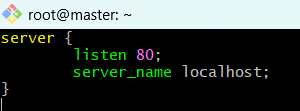 root@master: ~
server {
        listen 80;
        server_name localhost;
}